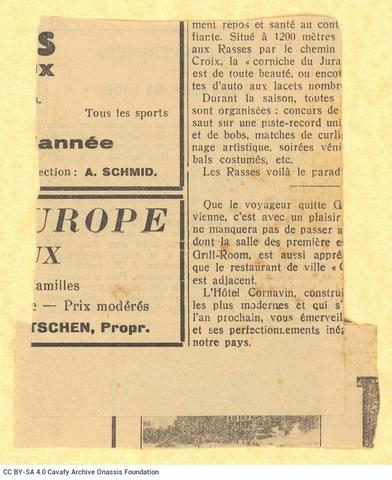 S
UX
s.
Tous les sports
'année
ection : A. SCHMID.
UROPE
UX
amilles
e — Prix modérés
TSCHEN, Propr.
ment repos et santé au cont
fiante. Situé à 1200 mètres
aux Rasses par le chemin
Croix, la « corniche du Jura
est de toute beauté, ou encor
tes d'auto aux lacets nombr
Durant la saison, toutes
sont organisées : concours de
saut sur une piste-record uni
et de bobs, matches de curli
nage artistique, soirées véni
bals costumés, etc.
Les Rasses voilà le parad
Que le voyageur quitte G
vienne, c'est avec un plaisir
ne manquera pas de passer a
dont la salle des première e
Grill-Room, est aussi appré
que le restaurant de ville «
est adjacent.
L'Hôtel Cornavin, construi
les plus modernes et qui s'
l'an prochain, vous émerveil
et ses perfectionnements iné
notre pays.
CC BY-SA 4.0 Cavafy Archive Onassis Foundation